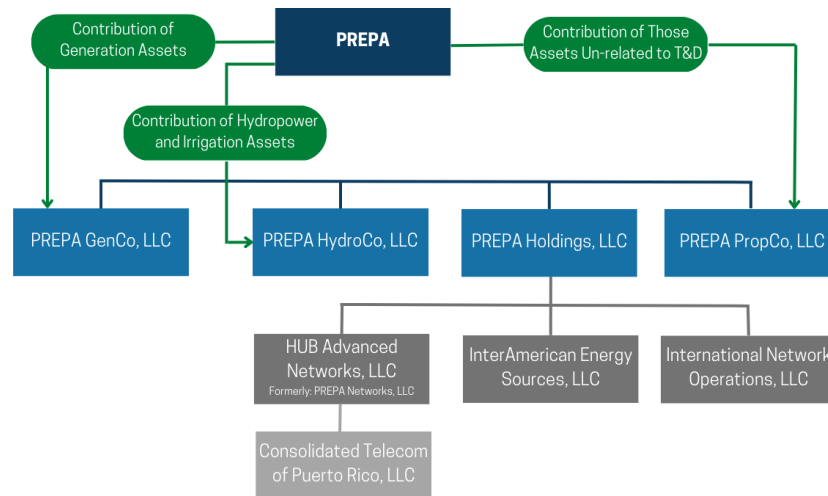 Contribution of
Generation Assets
PREPA
Contribution of Those
Assets Un-related to T&D
Contribution of Hydropower
and Irrigation Assets
PREPA GenCo, LLC
PREPA HydroCo, LLC
PREPA Holdings, LLC
PREPA PropCo, LLC
HUB Advanced
Networks, LLC
Formerly: PREPA Networks, LLC
InterAmerican Energy
Sources, LLC
International Network
Operations, LLC
Consolidated Telecom
of Puerto Rico, LLC